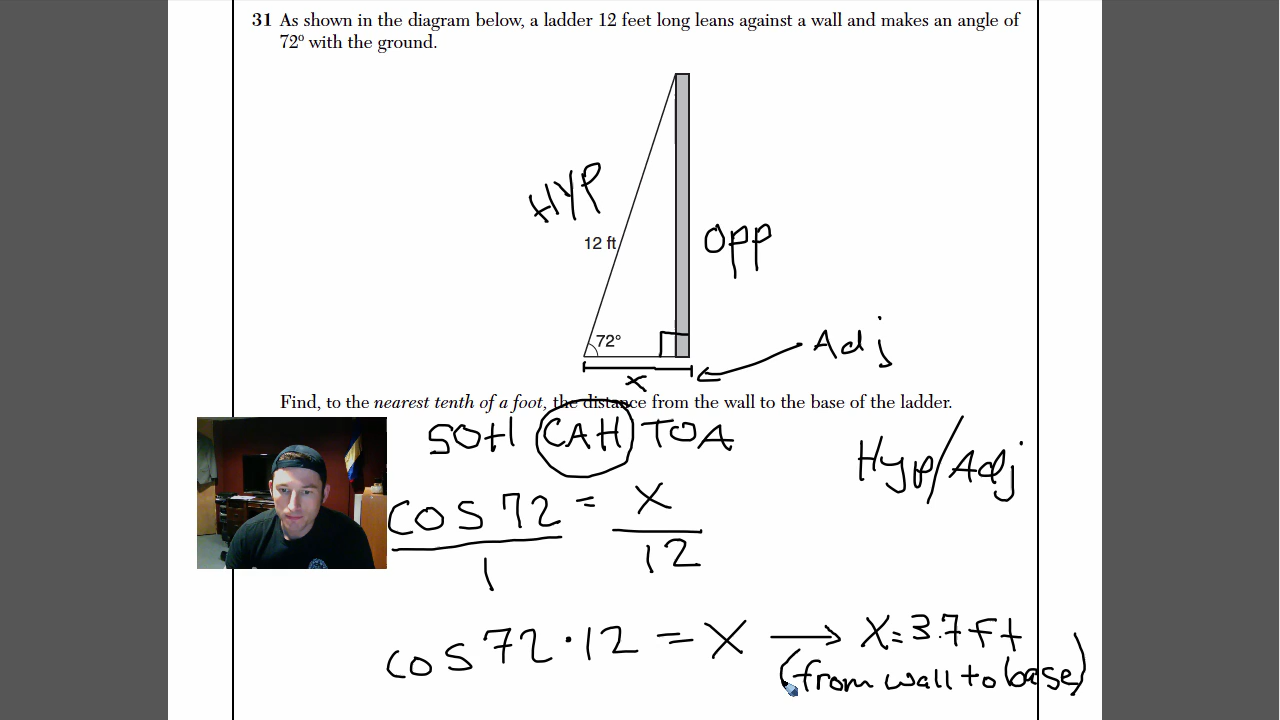 31 As shown in the diagram below, a ladder 12 feet long leans against a wall and makes an angle of
72º with the ground.
HYP
12 ft
OPP
72°
Adj
x
Find, to the nearest tenth of a foot, the distance from the wall to the base of the ladder.
SOH CAH TOA
Hyp/Adj
cos 72 = x
1 12
cos 72 · 12 = x → x = 3.7 ft
(from wall to base)